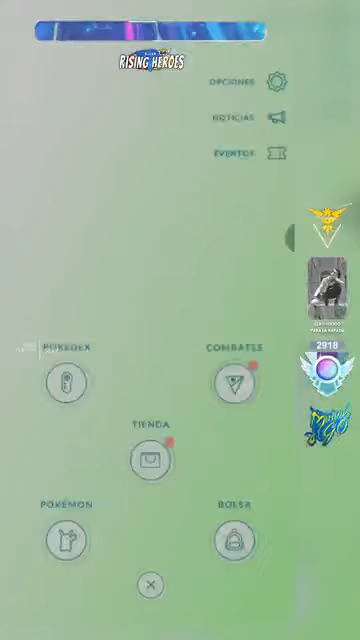 RISING HEROES
OPCIONES
NOTICIAS
EVENTOS
2918
POKÉDEX
COMBATES
TIENDA
POKÉMON
BOLSA